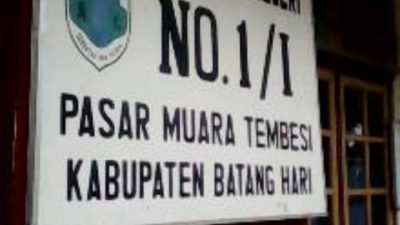 NO.1/I
PASAR MUARA TEMBESI
KABUPATEN BATANG HARI